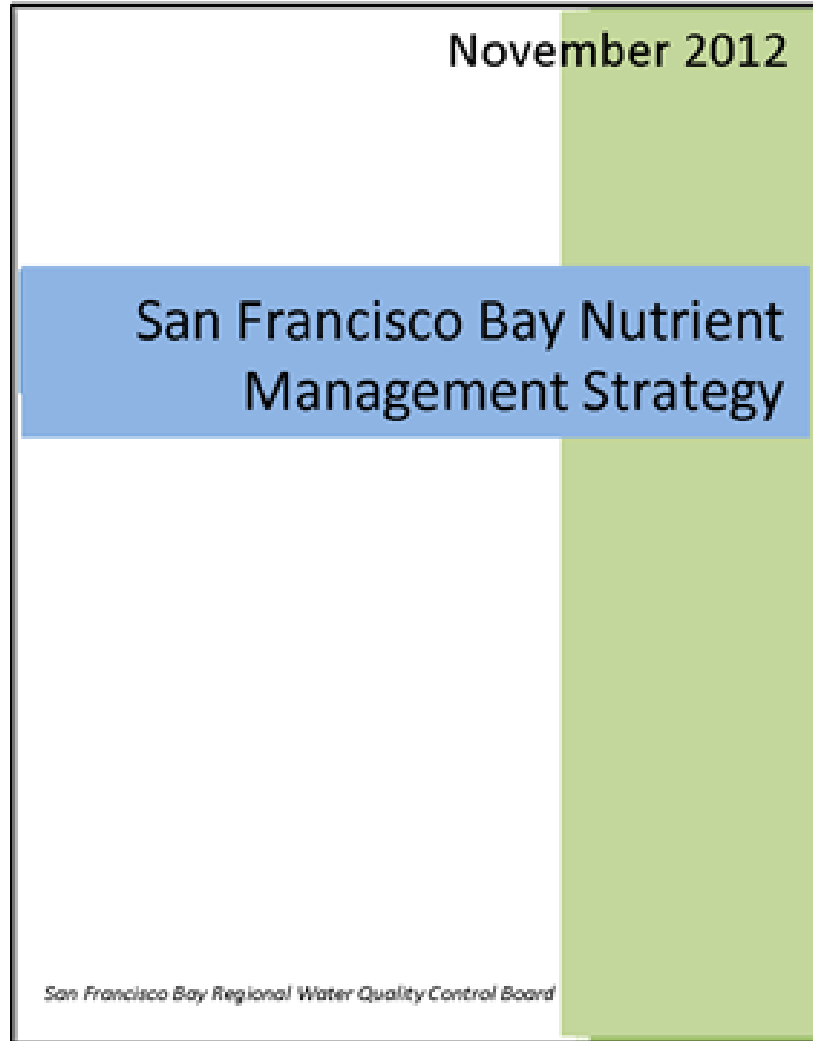 November 2012
San Francisco Bay Nutrient
Management Strategy
San Francisco Bay Regional Water Quality Control Board